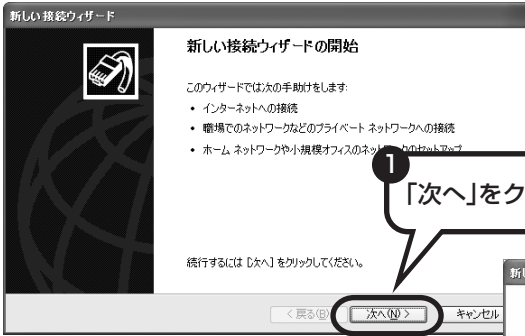 新しい接続ウィザード
新しい接続ウィザードの開始
このウィザードでは次の手助けをします:
• インターネットへの接続
• 職場でのネットワークなどのプライベート ネットワークへの接続
• ホーム ネットワークや小規模オフィスのネットワークのセットアップ
1
「次へ」をク
続行するには [次へ] をクリックしてください。
新し
< 戻る(B)
次へ(N) >
キャンセル